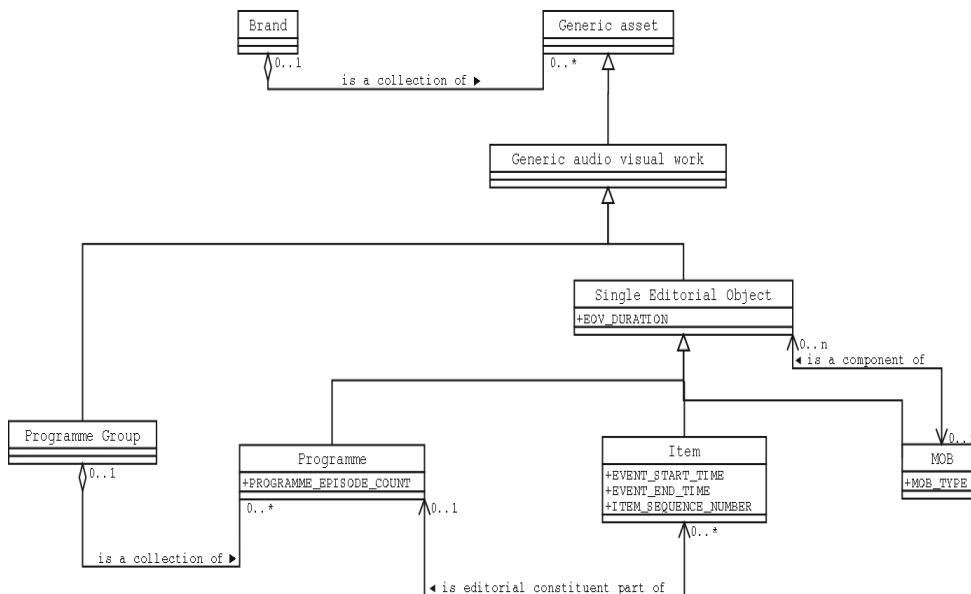 Brand
Generic asset
0..1
0..*
is a collection of ►
Generic audio visual work
Single Editorial Object
+EOV_DURATION
0..n
◄ is a component of
Programme Group
0..1
Programme
+PROGRAMME_EPISODE_COUNT
0..*
0..1
Item
+EVENT_START_TIME
+EVENT_END_TIME
+ITEM_SEQUENCE_NUMBER
0..*
0..
MOB
+MOB_TYPE
is a collection of ►
◄ is editorial constituent part of